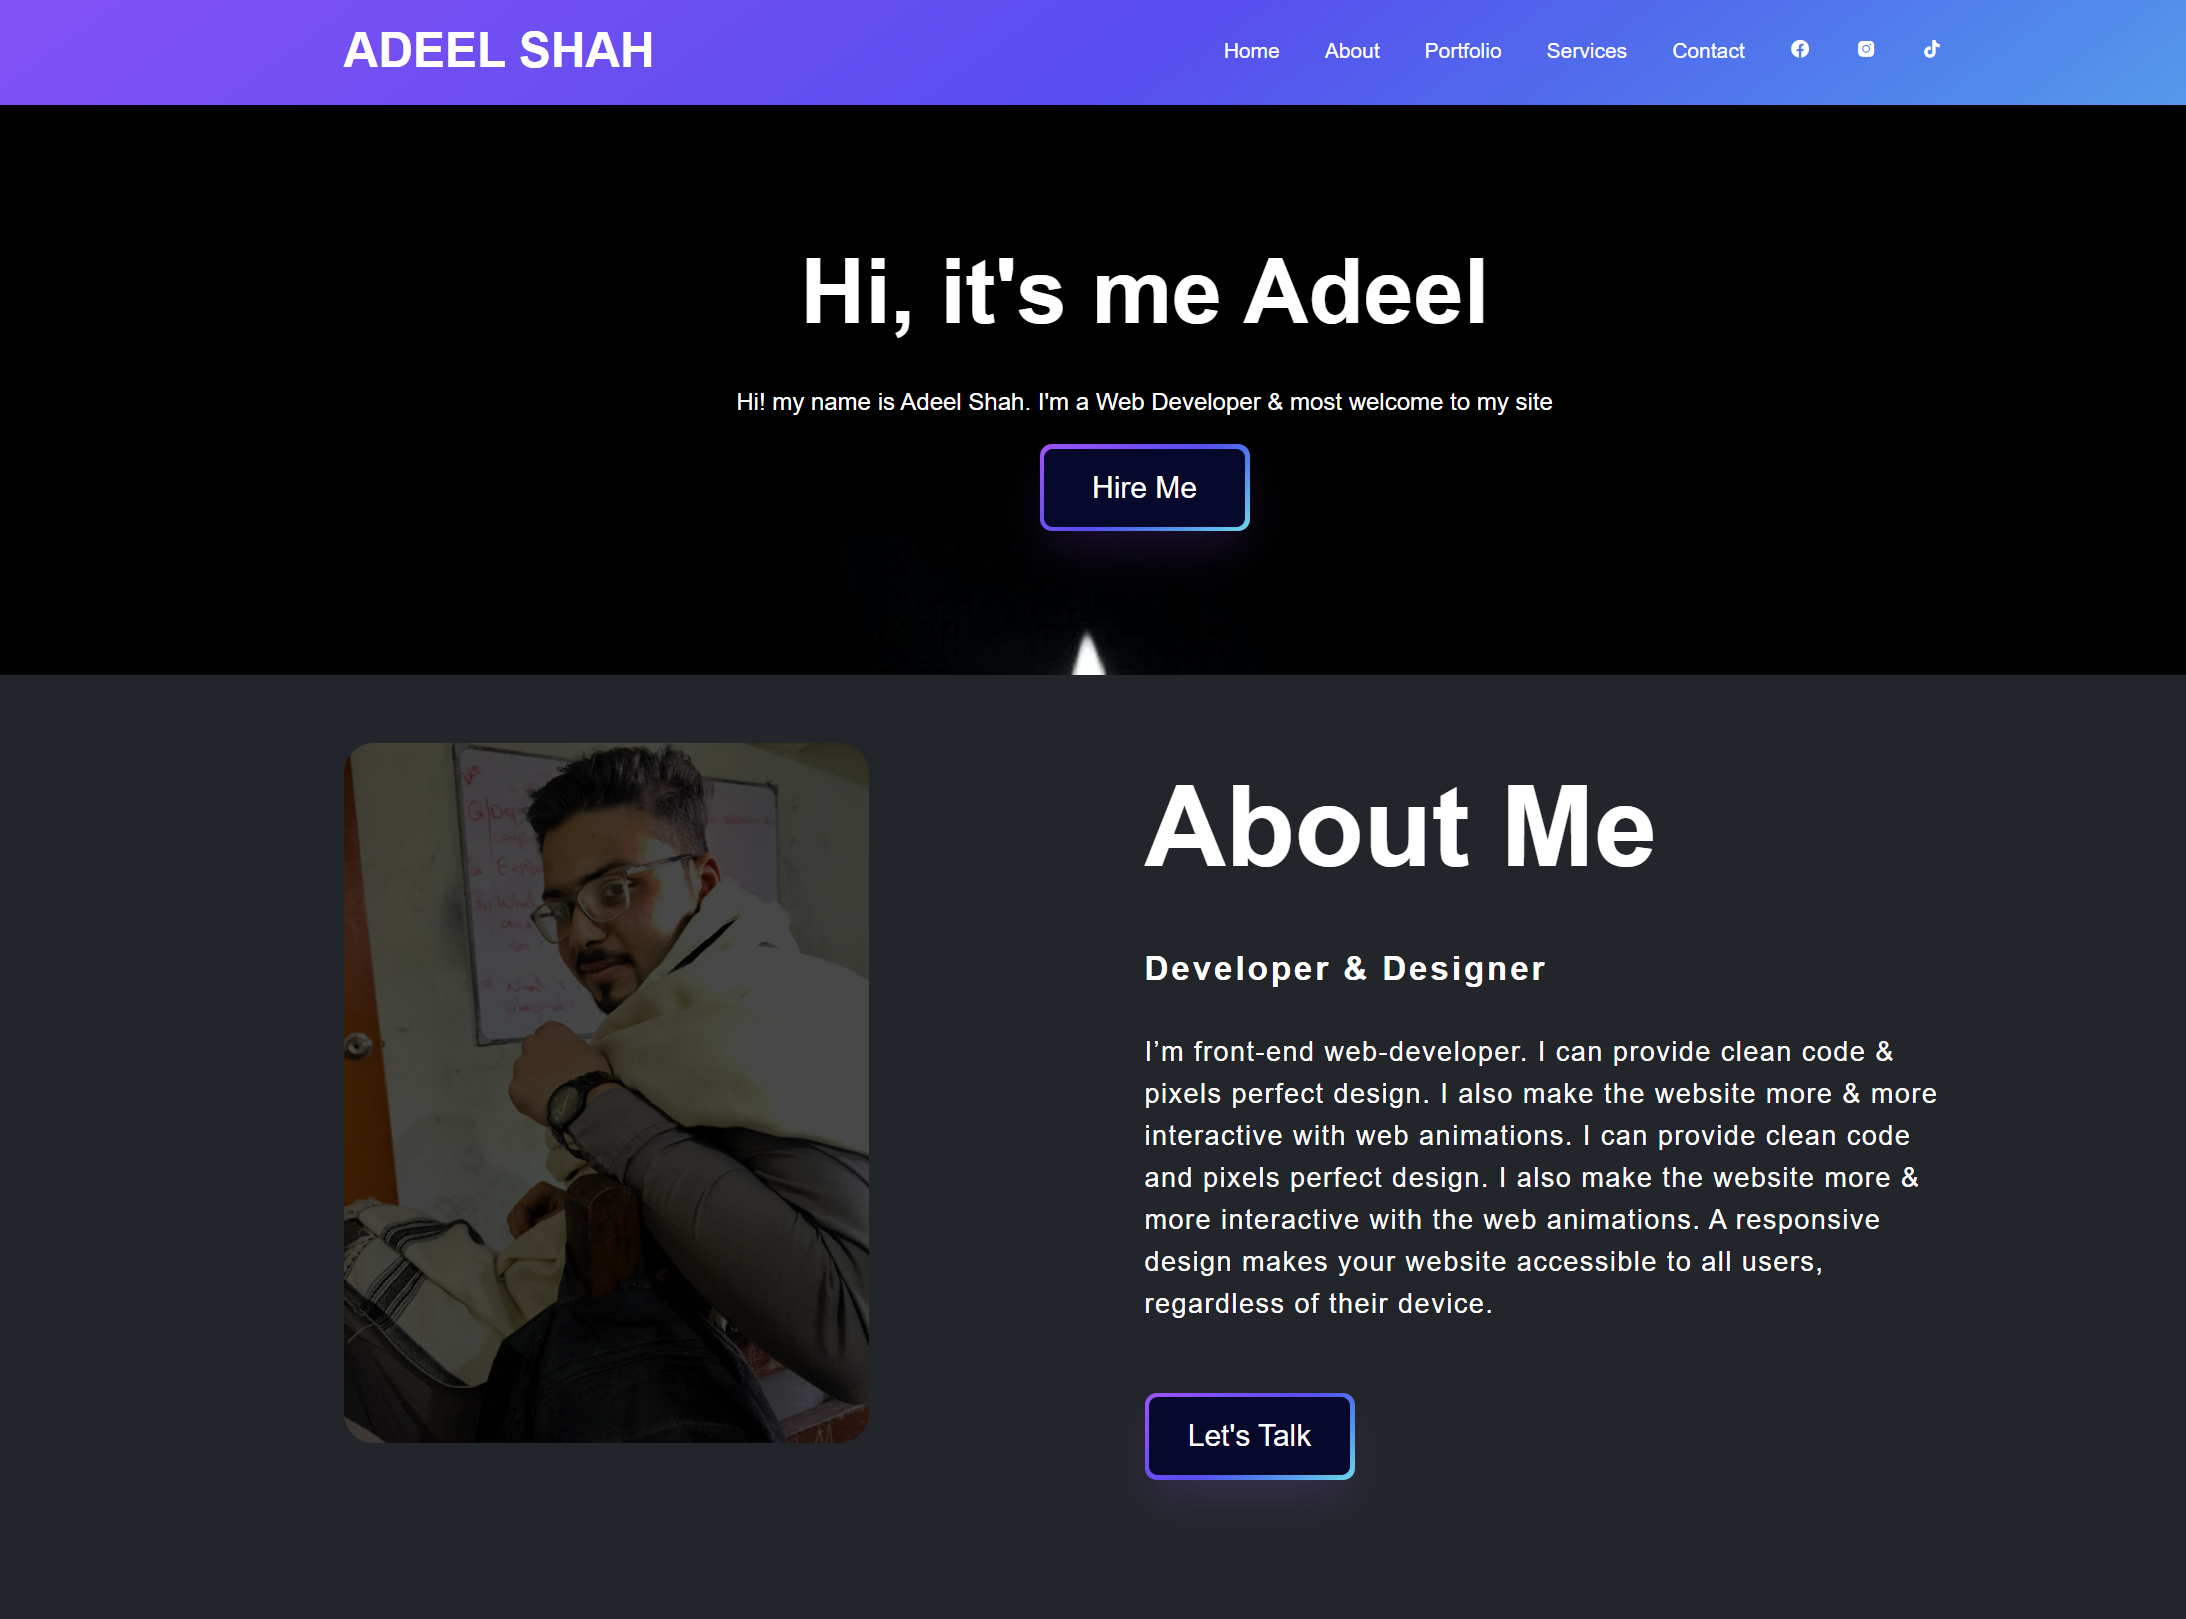 ADEEL SHAH
Home About Portfolio Services Contact
Hi, it's me Adeel
Hi! my name is Adeel Shah. I'm a Web Developer & most welcome to my site
Hire Me
About Me
Developer & Designer
I’m front-end web-developer. I can provide clean code &
pixels perfect design. I also make the website more & more
interactive with web animations. I can provide clean code
and pixels perfect design. I also make the website more &
more interactive with the web animations. A responsive
design makes your website accessible to all users,
regardless of their device.
Let's Talk